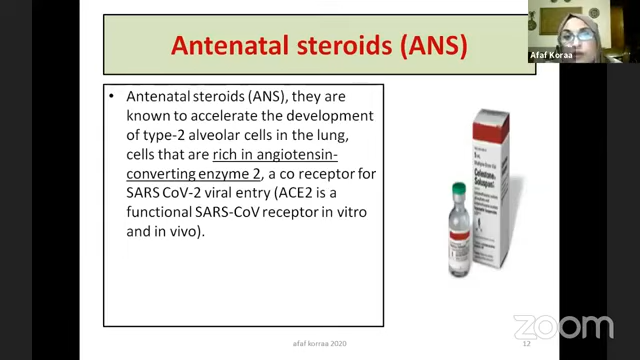 Antenatal steroids (ANS)
Afaf Koraa
• Antenatal steroids (ANS), they are
known to accelerate the development
of type-2 alveolar cells in the lung,
cells that are rich in angiotensin-
converting enzyme 2, a co receptor for
SARS CoV-2 viral entry (ACE2 is a
functional SARS-CoV receptor in vitro
and in vivo).
Celestone
Soluspan
afaf korraa 2020
12
zoom